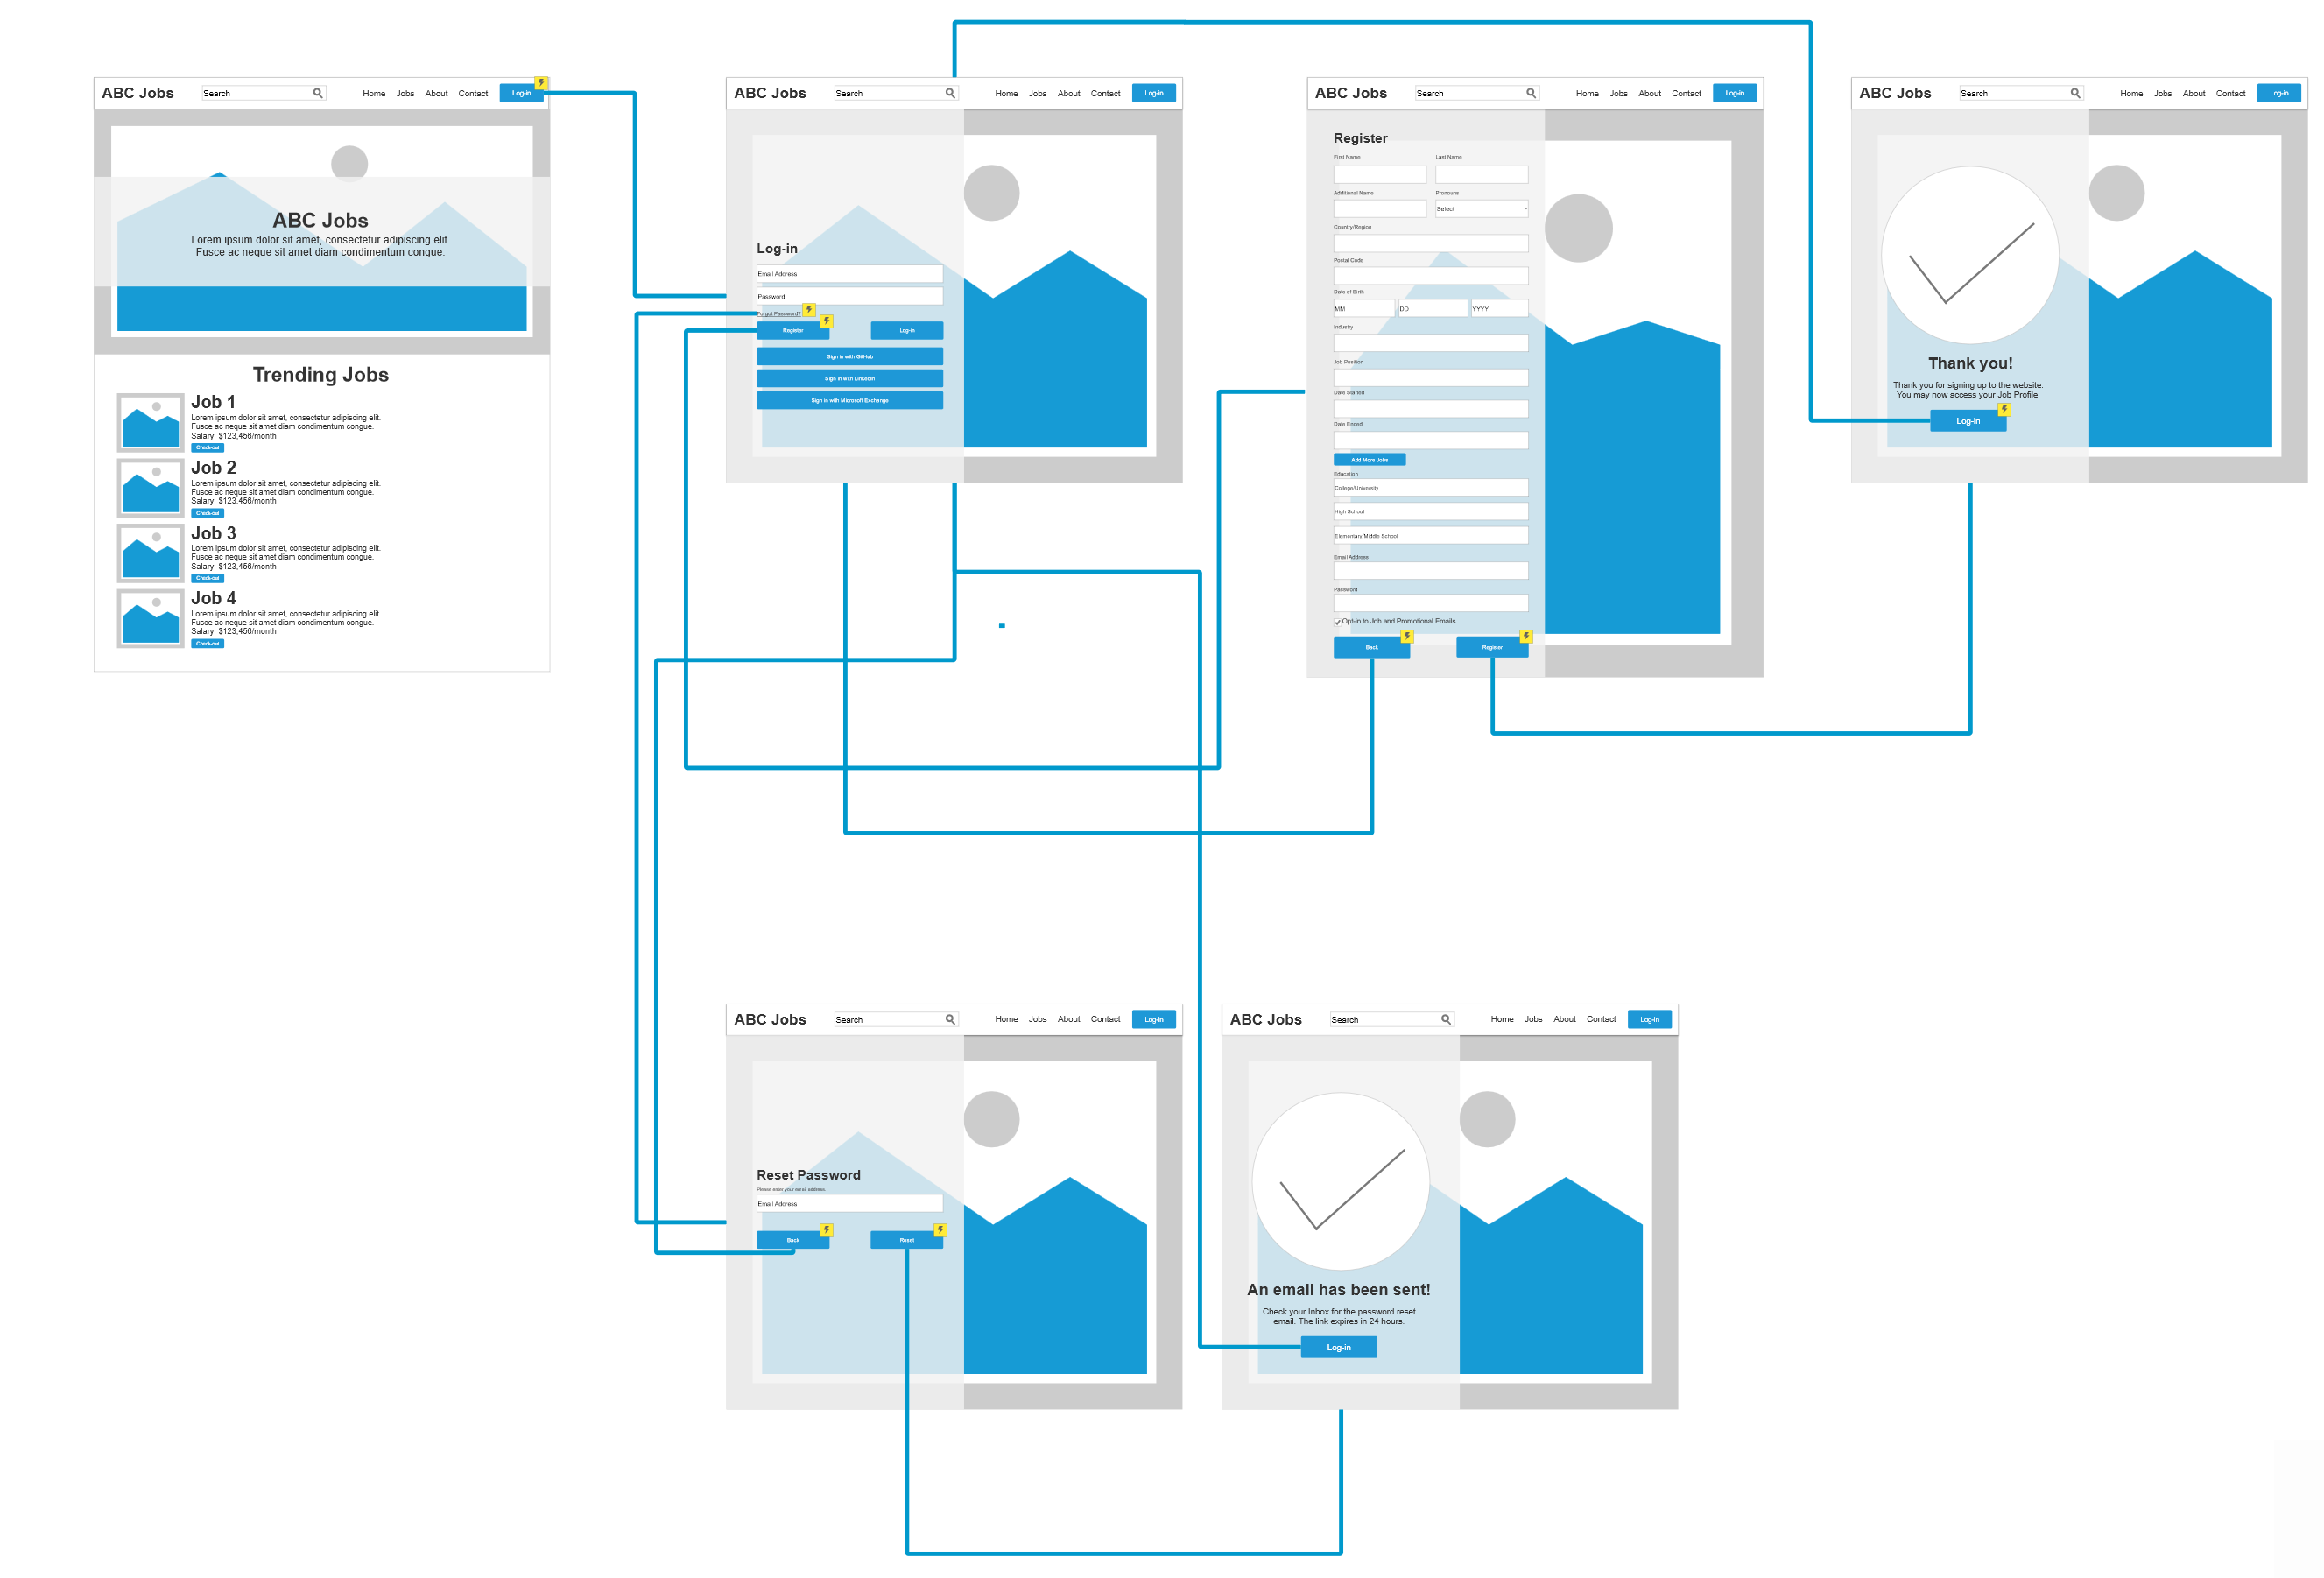 ABC Jobs
Search
Home Jobs About Contact Log-in
ABC Jobs
Lorem ipsum dolor sit amet, consectetur adipiscing elit.
Fusce ac neque sit amet diam condimentum congue.
Trending Jobs
Job 1
Lorem ipsum dolor sit amet, consectetur adipiscing elit.
Fusce ac neque sit amet diam condimentum congue.
Salary: $123,456/month
Check-out
Job 2
Lorem ipsum dolor sit amet, consectetur adipiscing elit.
Fusce ac neque sit amet diam condimentum congue.
Salary: $123,456/month
Check-out
Job 3
Lorem ipsum dolor sit amet, consectetur adipiscing elit.
Fusce ac neque sit amet diam condimentum congue.
Salary: $123,456/month
Check-out
Job 4
Lorem ipsum dolor sit amet, consectetur adipiscing elit.
Fusce ac neque sit amet diam condimentum congue.
Salary: $123,456/month
Check-out
ABC Jobs
Search
Home Jobs About Contact Log-in
Log-in
Email Address
Password
Forgot Password?
Register Log-in
Sign in with GitHub
Sign in with LinkedIn
Sign in with Microsoft Exchange
ABC Jobs
Search
Home Jobs About Contact Log-in
Register
First Name Last Name
Additional Name Pronouns
Select
Country/Region
Postal Code
Date of Birth
MM DD YYYY
Industry
Job Position
Date Started
Date Ended
Add More Jobs
Education
College/University
High School
Elementary/Middle School
Email Address
Password
Opt-in to Job and Promotional Emails
Back Register
ABC Jobs
Search
Home Jobs About Contact Log-in
Thank you!
Thank you for signing up to the website.
You may now access your Job Profile!
Log-in
ABC Jobs
Search
Home Jobs About Contact Log-in
Reset Password
Please enter your email address.
Email Address
Back Reset
ABC Jobs
Search
Home Jobs About Contact Log-in
An email has been sent!
Check your Inbox for the password reset
email. The link expires in 24 hours.
Log-in